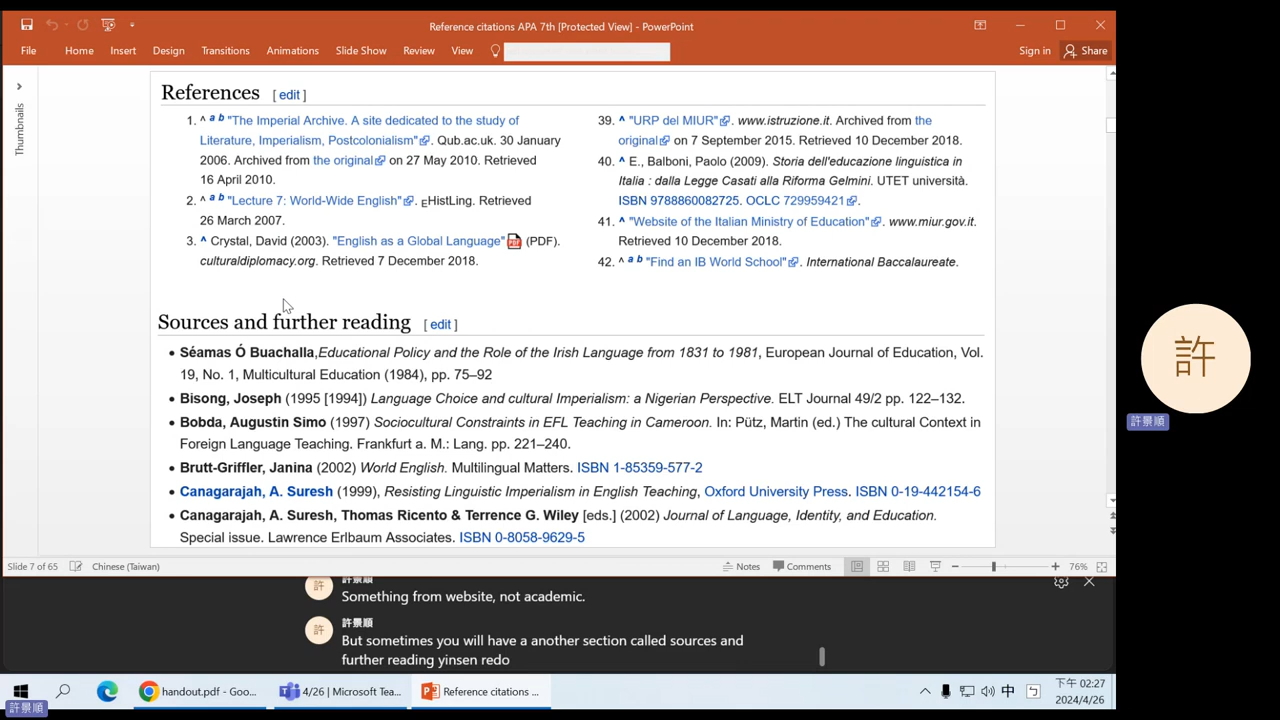 Reference citations APA 7th [Protected View] - PowerPoint
File Home Insert Design Transitions Animations Slide Show Review View Sign in Share
Thumbnails
References [ edit ]
1. ^ a b "The Imperial Archive. A site dedicated to the study of
Literature, Imperialism, Postcolonialism". Qub.ac.uk. 30 January
2006. Archived from the original on 27 May 2010. Retrieved
16 April 2010.
2. ^ a b "Lecture 7: World-Wide English". EHistLing. Retrieved
26 March 2007.
3. ^ Crystal, David (2003). "English as a Global Language" (PDF).
culturaldiplomacy.org. Retrieved 7 December 2018.
39. ^ "URP del MIUR". www.istruzione.it. Archived from the
original on 7 September 2015. Retrieved 10 December 2018.
40. ^ E., Balboni, Paolo (2009). Storia dell'educazione linguistica in
Italia : dalla Legge Casati alla Riforma Gelmini. UTET università.
ISBN 9788860082725. OCLC 729959421.
41. ^ "Website of the Italian Ministry of Education". www.miur.gov.it.
Retrieved 10 December 2018.
42. ^ a b "Find an IB World School". International Baccalaureate.
Sources and further reading [ edit ]
• Séamas Ó Buachalla,Educational Policy and the Role of the Irish Language from 1831 to 1981, European Journal of Education, Vol.
19, No. 1, Multicultural Education (1984), pp. 75–92
• Bisong, Joseph (1995 [1994]) Language Choice and cultural Imperialism: a Nigerian Perspective. ELT Journal 49/2 pp. 122–132.
• Bobda, Augustin Simo (1997) Sociocultural Constraints in EFL Teaching in Cameroon. In: Pütz, Martin (ed.) The cultural Context in
Foreign Language Teaching. Frankfurt a. M.: Lang. pp. 221–240.
• Brutt-Griffler, Janina (2002) World English. Multilingual Matters. ISBN 1-85359-577-2
• Canagarajah, A. Suresh (1999), Resisting Linguistic Imperialism in English Teaching, Oxford University Press. ISBN 0-19-442154-6
• Canagarajah, A. Suresh, Thomas Ricento & Terrence G. Wiley [eds.] (2002) Journal of Language, Identity, and Education.
Special issue. Lawrence Erlbaum Associates. ISBN 0-8058-9629-5
Slide 7 of 65 Chinese (Taiwan) Notes Comments 76%
許
許景順
許 許景順
Something from website, not academic.
許 許景順
But sometimes you will have a another section called sources and
further reading yinsen redo
handout.pdf - Goo... 4/26 | Microsoft Tea... Reference citations ... 中 下午 02:27
2024/4/26
許景順